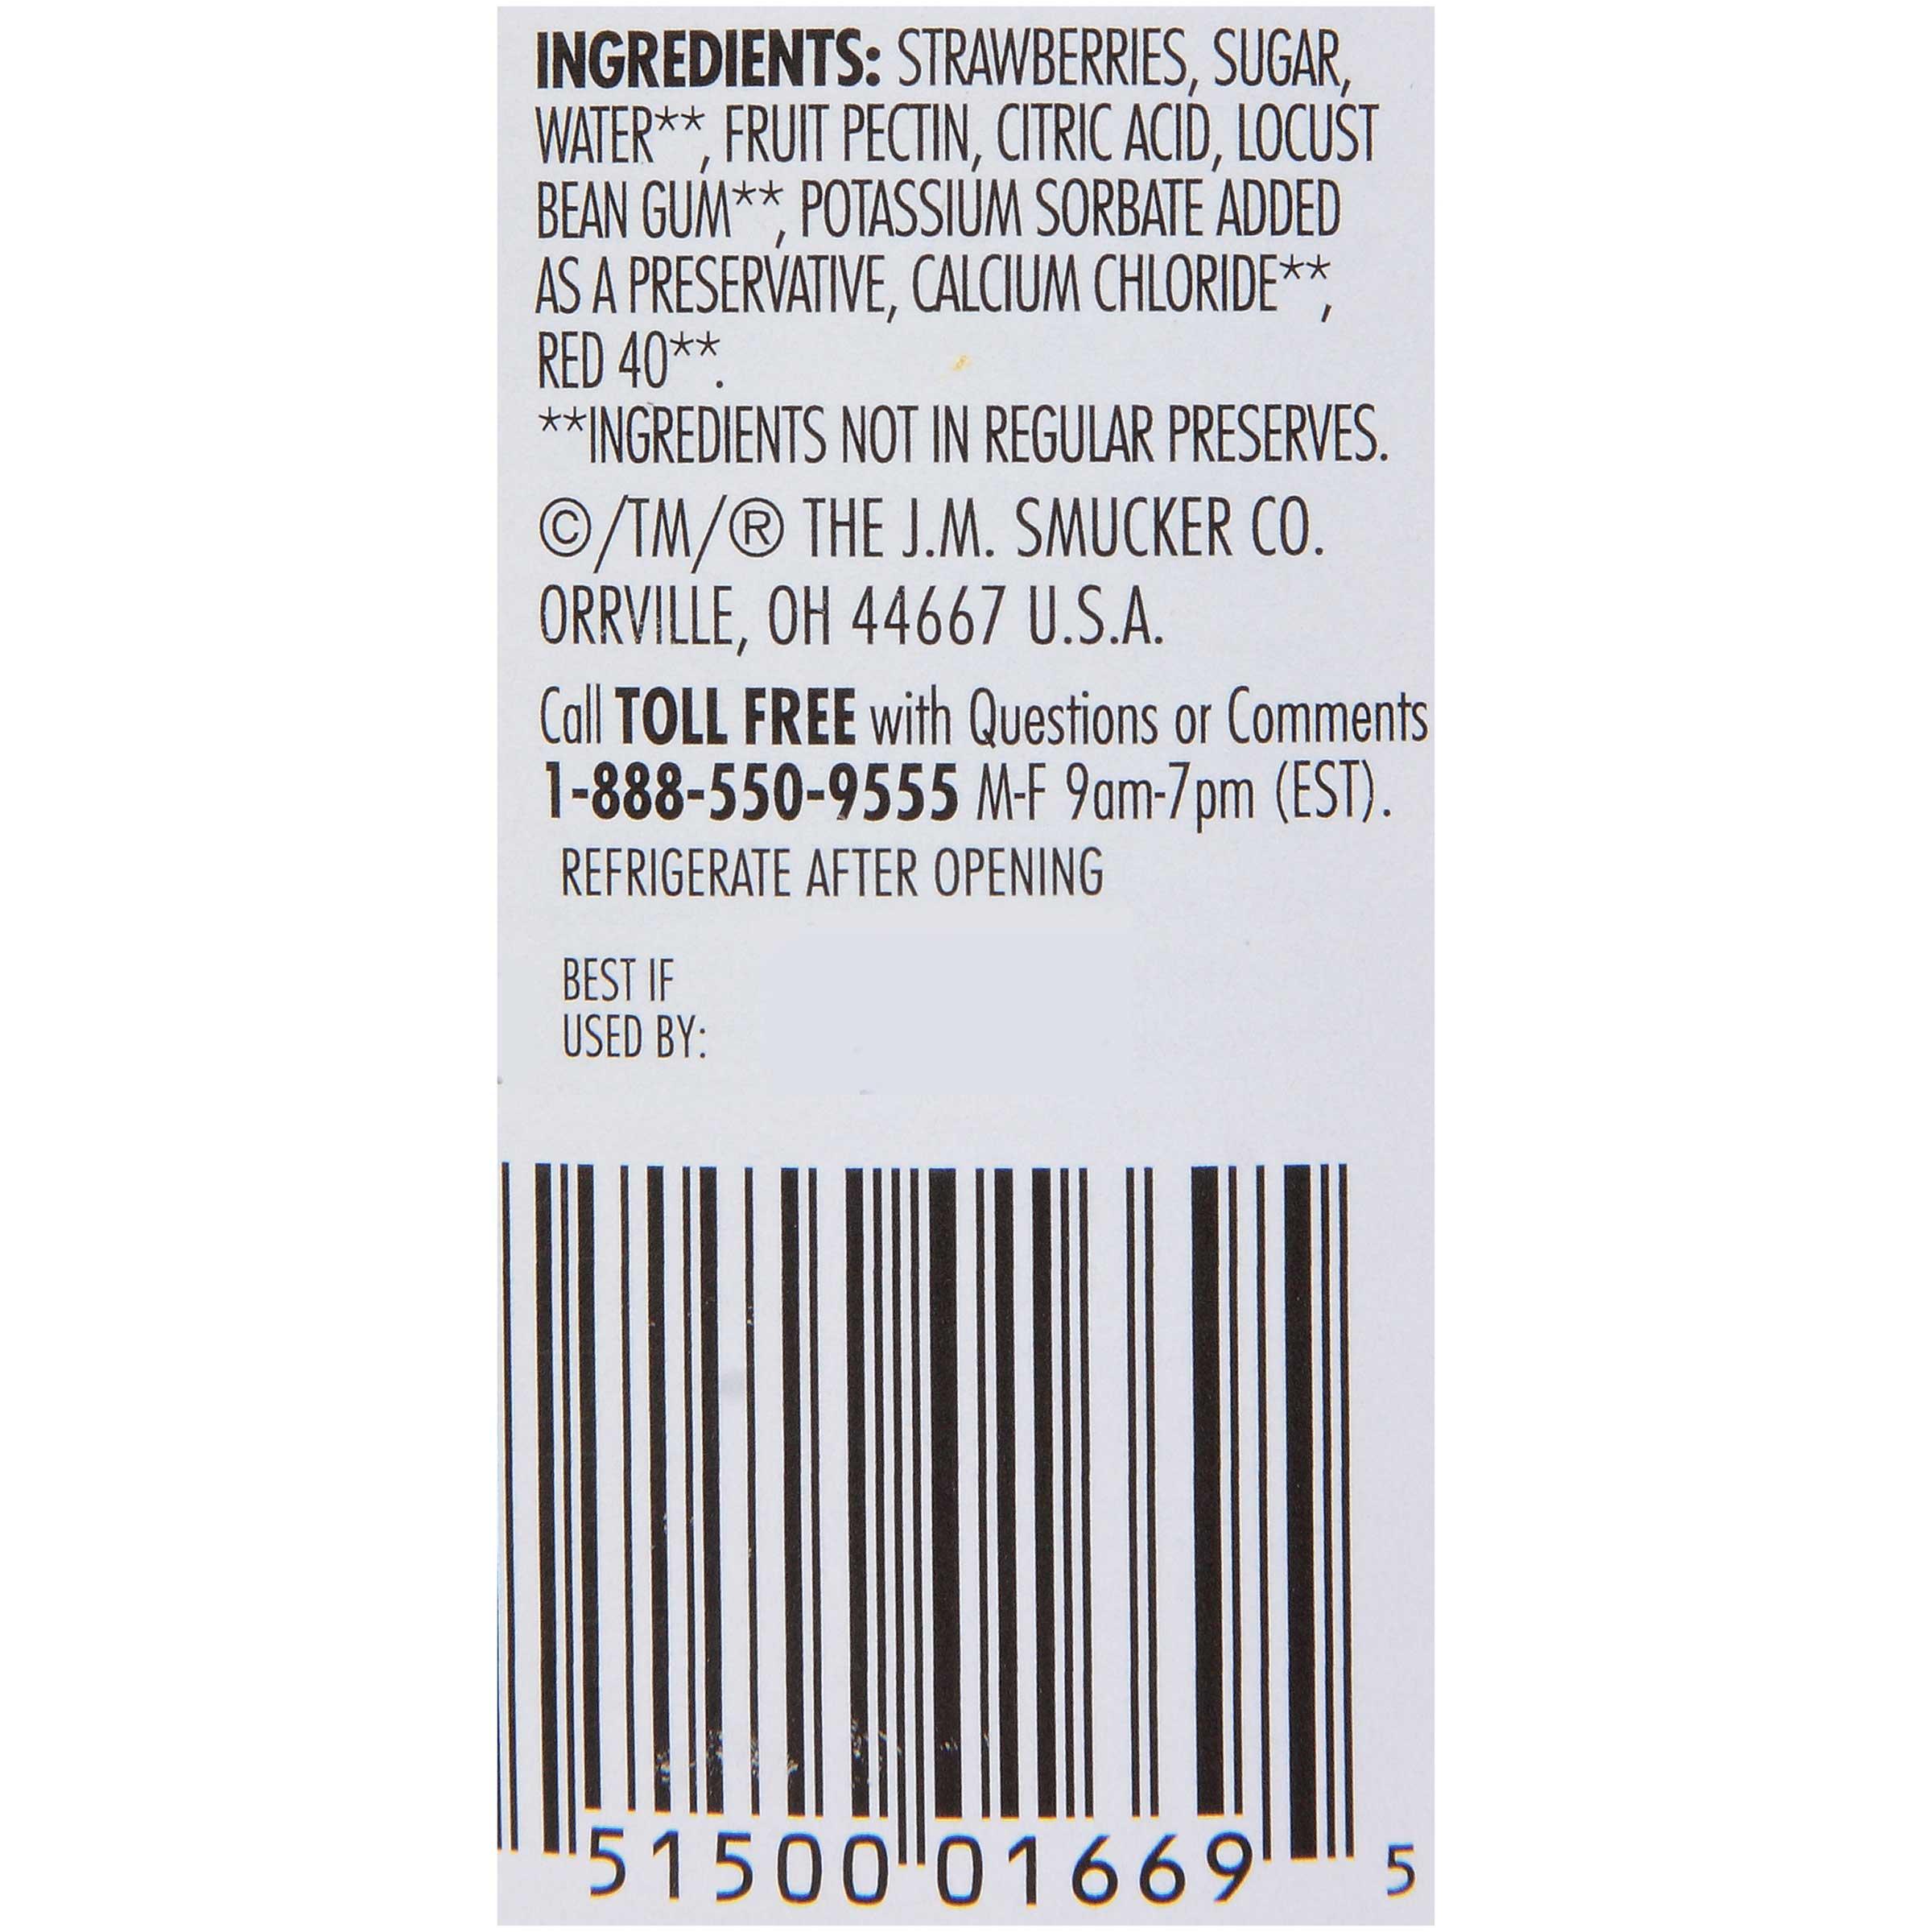 INGREDIENTS: STRAWBERRIES, SUGAR,
WATER**, FRUIT PECTIN, CITRIC ACID, LOCUST
BEAN GUM**, POTASSIUM SORBATE ADDED
AS A PRESERVATIVE, CALCIUM CHLORIDE**,
RED 40**.
**INGREDIENTS NOT IN REGULAR PRESERVES.
©/TM/® THE J.M. SMUCKER CO.
ORRVILLE, OH 44667 U.S.A.
Call TOLL FREE with Questions or Comments
1-888-550-9555 M-F 9am-7pm (EST).
REFRIGERATE AFTER OPENING
BEST IF
USED BY:
51500 01669 5